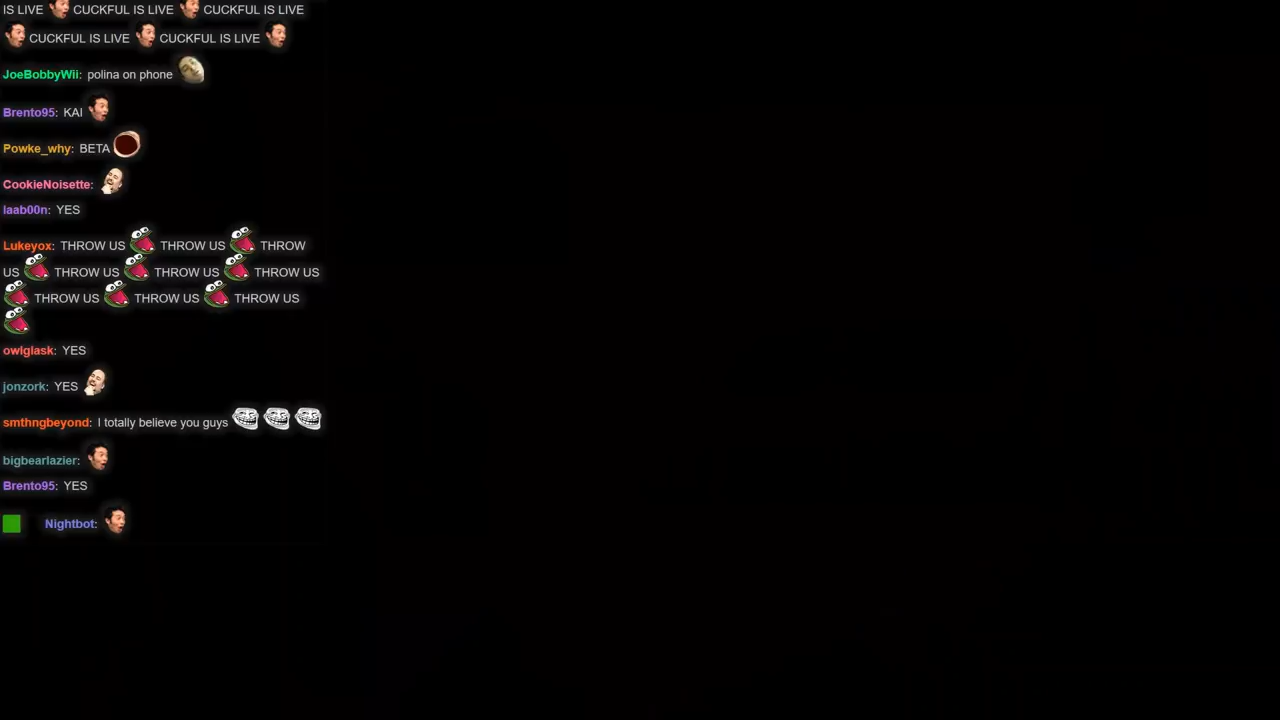 IS LIVE CUCKFUL IS LIVE CUCKFUL IS LIVE
CUCKFUL IS LIVE CUCKFUL IS LIVE
JoeBobbyWii: polina on phone
Brento95: KAI
Powke_why: BETA
CookieNoisette:
laab00n: YES
Lukeyox: THROW US THROW US THROW
US THROW US THROW US THROW US
THROW US THROW US THROW US
owlglask: YES
jonzork: YES
smthngbeyond: I totally believe you guys
bigbearlazier:
Brento95: YES
Nightbot: